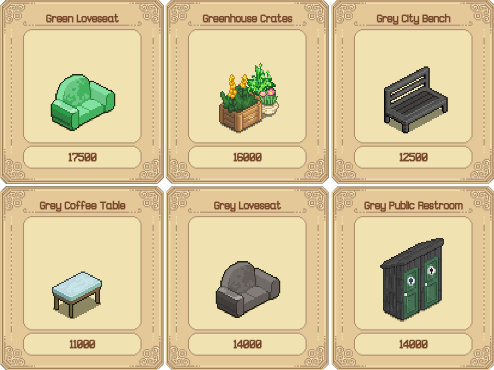 Green Loveseat
Greenhouse Crates
Grey City Bench
17500
16000
12500
Grey Coffee Table
Grey Loveseat
Grey Public Restroom
11000
14000
14000